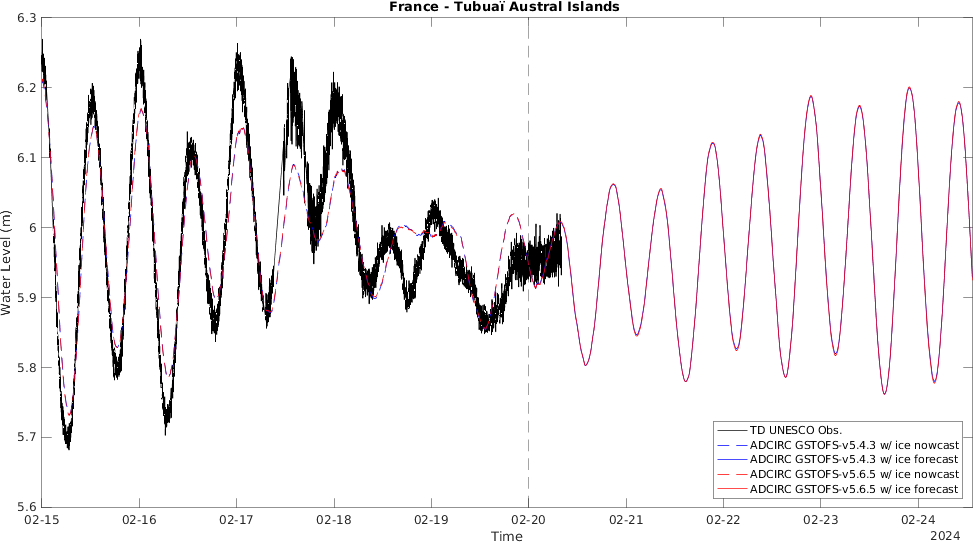 France - Tubuaï Austral Islands
Water Level (m)
6.3
6.2
6.1
6
5.9
5.8
5.7
5.6
TD UNESCO Obs.
ADCIRC GSTOFS-v5.4.3 w/ ice nowcast
ADCIRC GSTOFS-v5.4.3 w/ ice forecast
ADCIRC GSTOFS-v5.6.5 w/ ice nowcast
ADCIRC GSTOFS-v5.6.5 w/ ice forecast
02-15 02-16 02-17 02-18 02-19 02-20 02-21 02-22 02-23 02-24
Time
2024